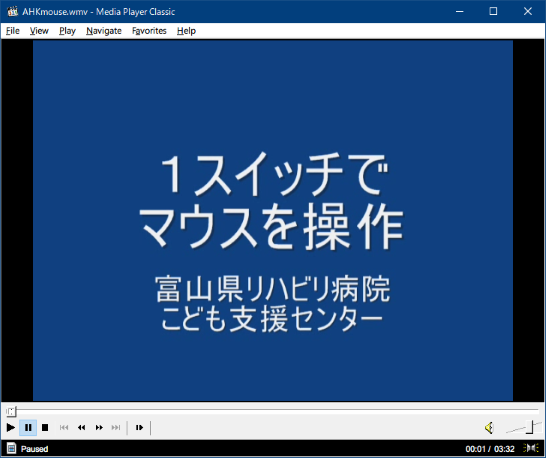 AHKmouse.wmv - Media Player Classic
File View Play Navigate Favorites Help
1スイッチで
マウスを操作
富山県リハビリ病院
こども支援センター
Paused 00:01 / 03:32